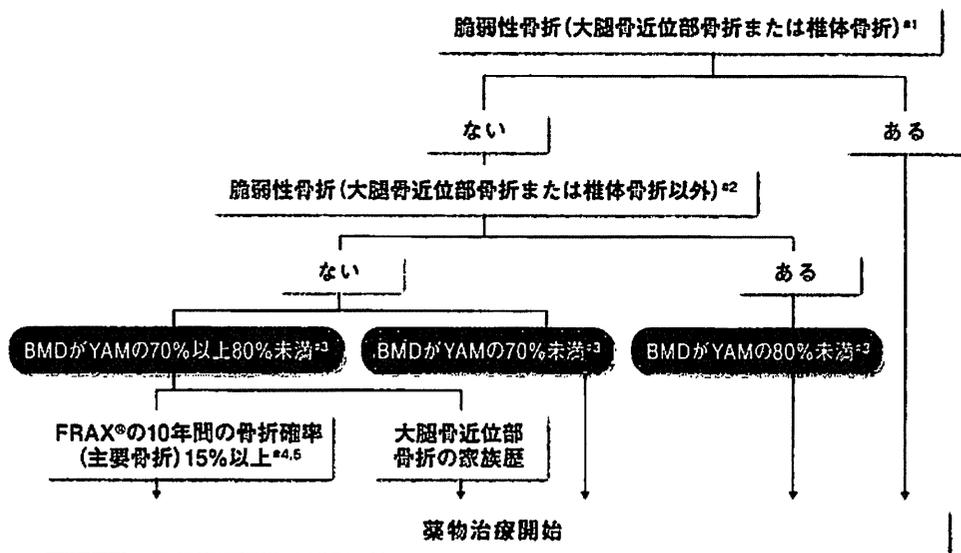 脆弱性骨折(大腿骨近位部骨折または椎体骨折)#1
ない
ある
脆弱性骨折(大腿骨近位部骨折または椎体骨折以外)#2
ない
ある
BMDがYAMの70%以上80%未満#3
BMDがYAMの70%未満#3
BMDがYAMの80%未満#3
FRAX®の10年間の骨折確率
(主要骨折)15%以上#4,5
大腿骨近位部
骨折の家族歴
薬物治療開始